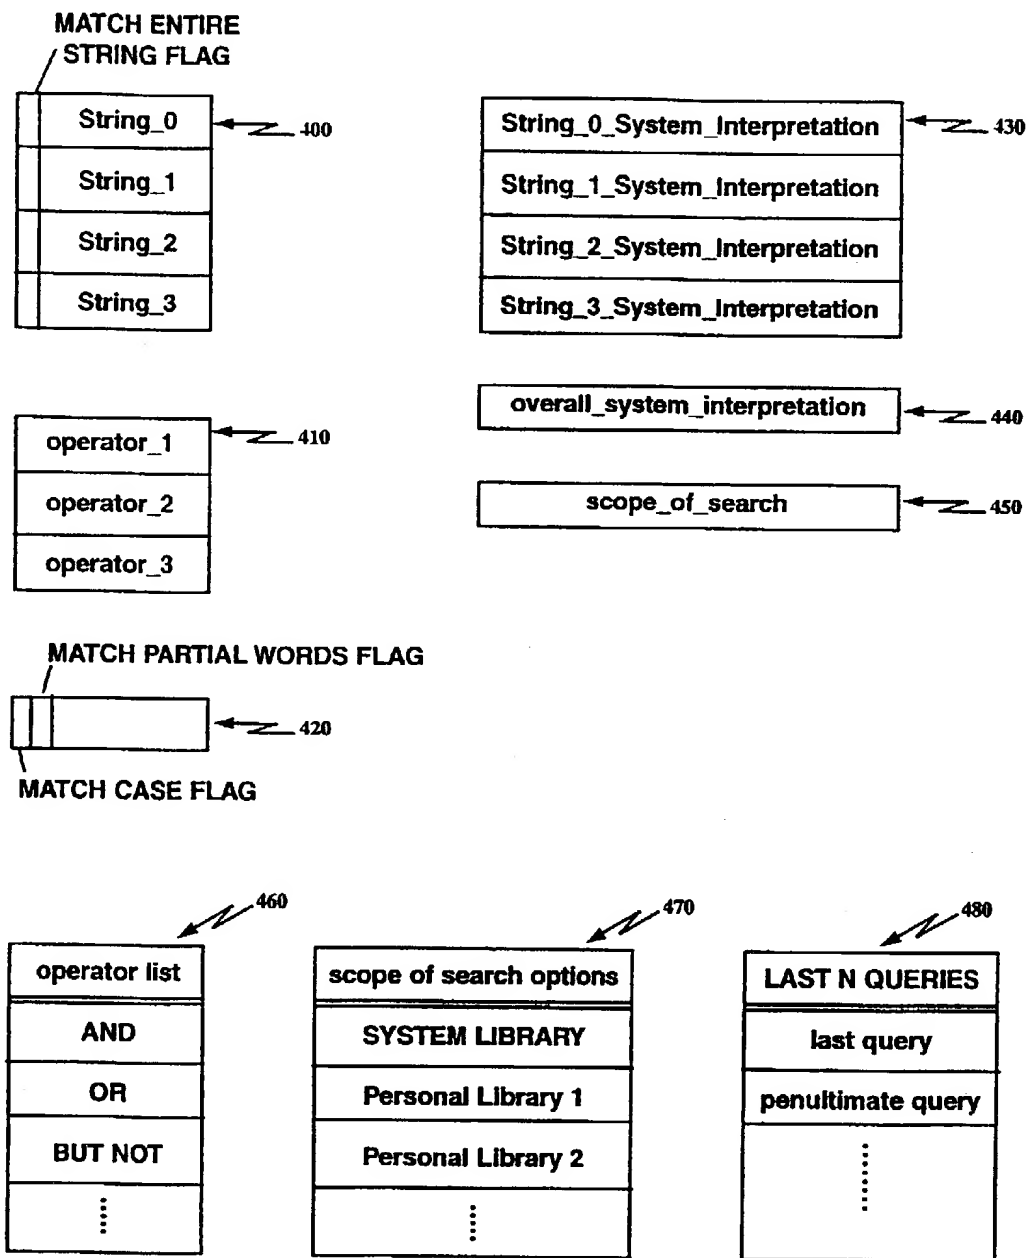 MATCH ENTIRE
STRING FLAG
String_0
400
String_1
String_2
String_3
String_0_System_Interpretation
430
String_1_System_Interpretation
String_2_System_Interpretation
String_3_System_Interpretation
overall_system_interpretation
440
scope_of_search
450
operator_1
410
operator_2
operator_3
MATCH PARTIAL WORDS FLAG
420
MATCH CASE FLAG
460
operator list
AND
OR
BUT NOT
470
scope of search options
SYSTEM LIBRARY
Personal Library 1
Personal Library 2
480
LAST N QUERIES
last query
penultimate query